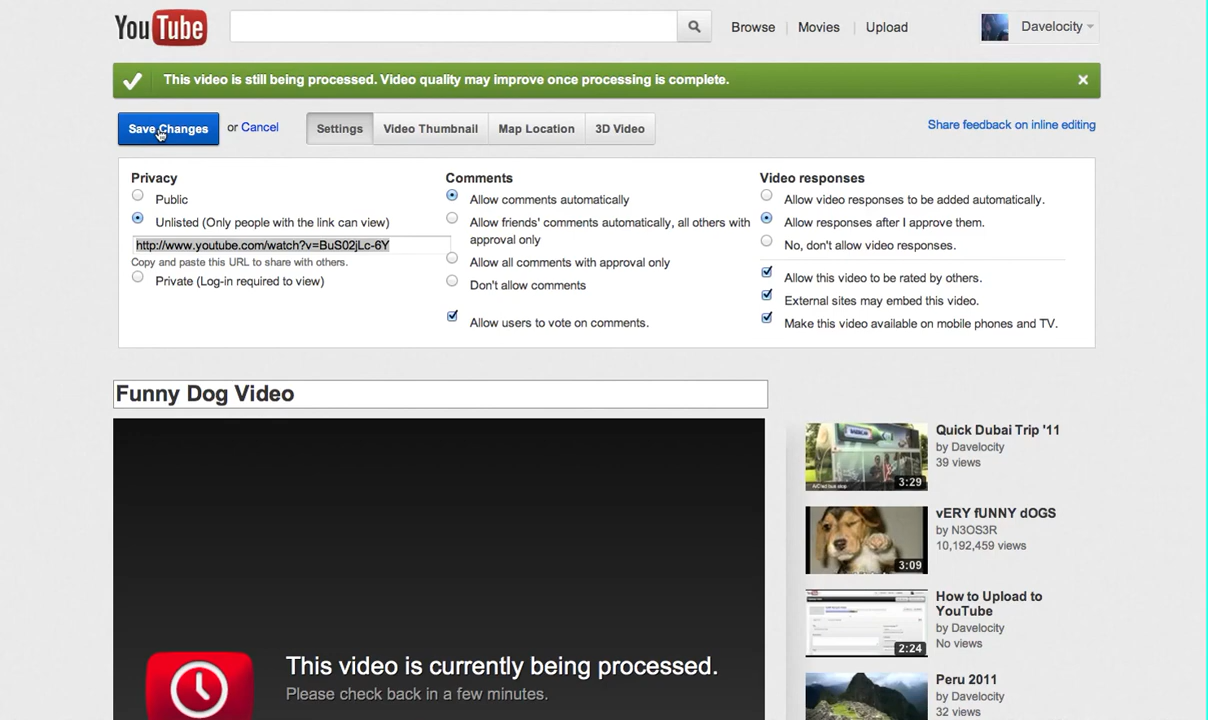 YouTube
Browse
Movies
Upload
Davelocity
This video is still being processed. Video quality may improve once processing is complete.
Save Changes
or Cancel
Settings
Video Thumbnail
Map Location
3D Video
Share feedback on inline editing
Privacy
Public
Unlisted (Only people with the link can view)
http://www.youtube.com/watch?v=BuS02jLc-6Y
Copy and paste this URL to share with others.
Private (Log-in required to view)
Comments
Allow comments automatically
Allow friends' comments automatically, all others with
approval only
Allow all comments with approval only
Don't allow comments
Allow users to vote on comments.
Video responses
Allow video responses to be added automatically.
Allow responses after I approve them.
No, don't allow video responses.
Allow this video to be rated by others.
External sites may embed this video.
Make this video available on mobile phones and TV.
Funny Dog Video
This video is currently being processed.
Please check back in a few minutes.
3:29
Quick Dubai Trip '11
by Davelocity
39 views
3:09
vERY fUNNY dOGS
by N3OS3R
10,192,459 views
2:24
How to Upload to
YouTube
by Davelocity
No views
Peru 2011
by Davelocity
32 views